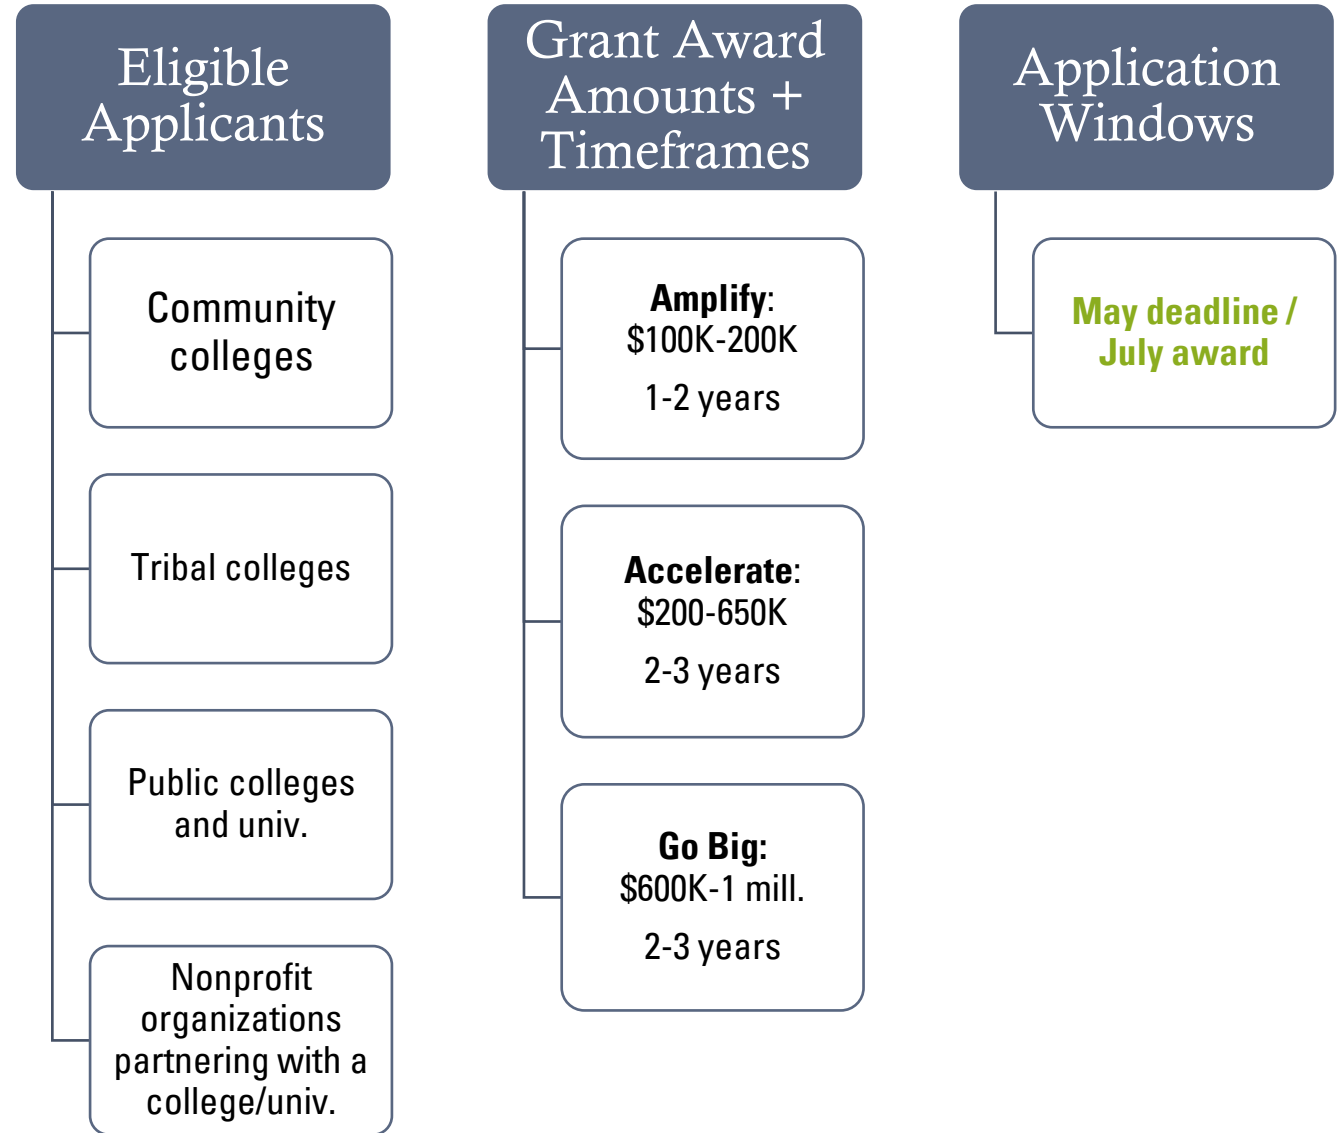 Eligible
Applicants
Community
colleges
Tribal colleges
Public colleges
and univ.
Nonprofit
organizations
partnering with a
college/univ.
Grant Award
Amounts +
Timeframes
Amplify:
$100K-200K
1-2 years
Accelerate:
$200-650K
2-3 years
Go Big:
$600K-1 mill.
2-3 years
Application
Windows
May deadline /
July award